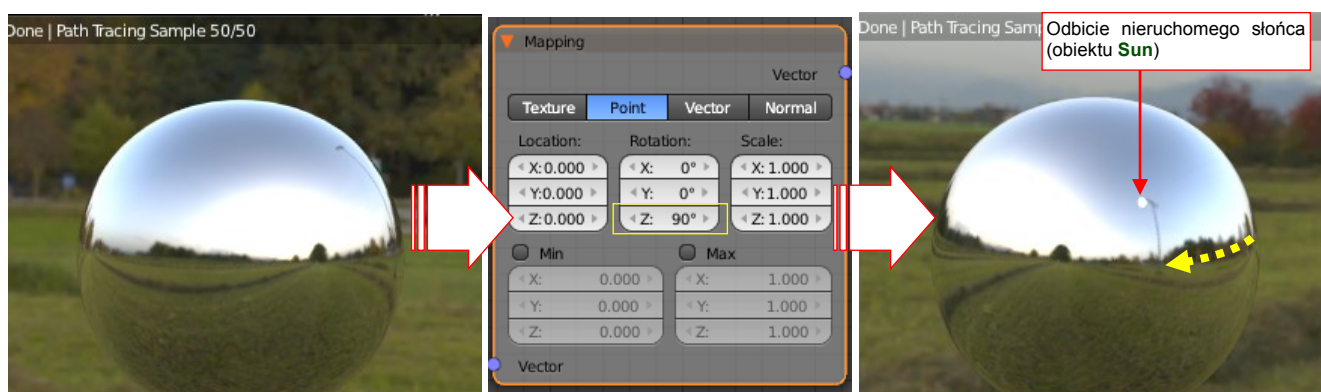 Done | Path Tracing Sample 50/50
Mapping
Vector
Texture Point Vector Normal
Location: Rotation: Scale:
X: 0.000 X: 0° X: 1.000
Y: 0.000 Y: 0° Y: 1.000
Z: 0.000 Z: 90° Z: 1.000
Min Max
X: 0.000 X: 1.000
Y: 0.000 Y: 1.000
Z: 0.000 Z: 1.000
Vector
Done | Path Tracing
Odbicie nieruchomego słońca
(obiektu Sun)